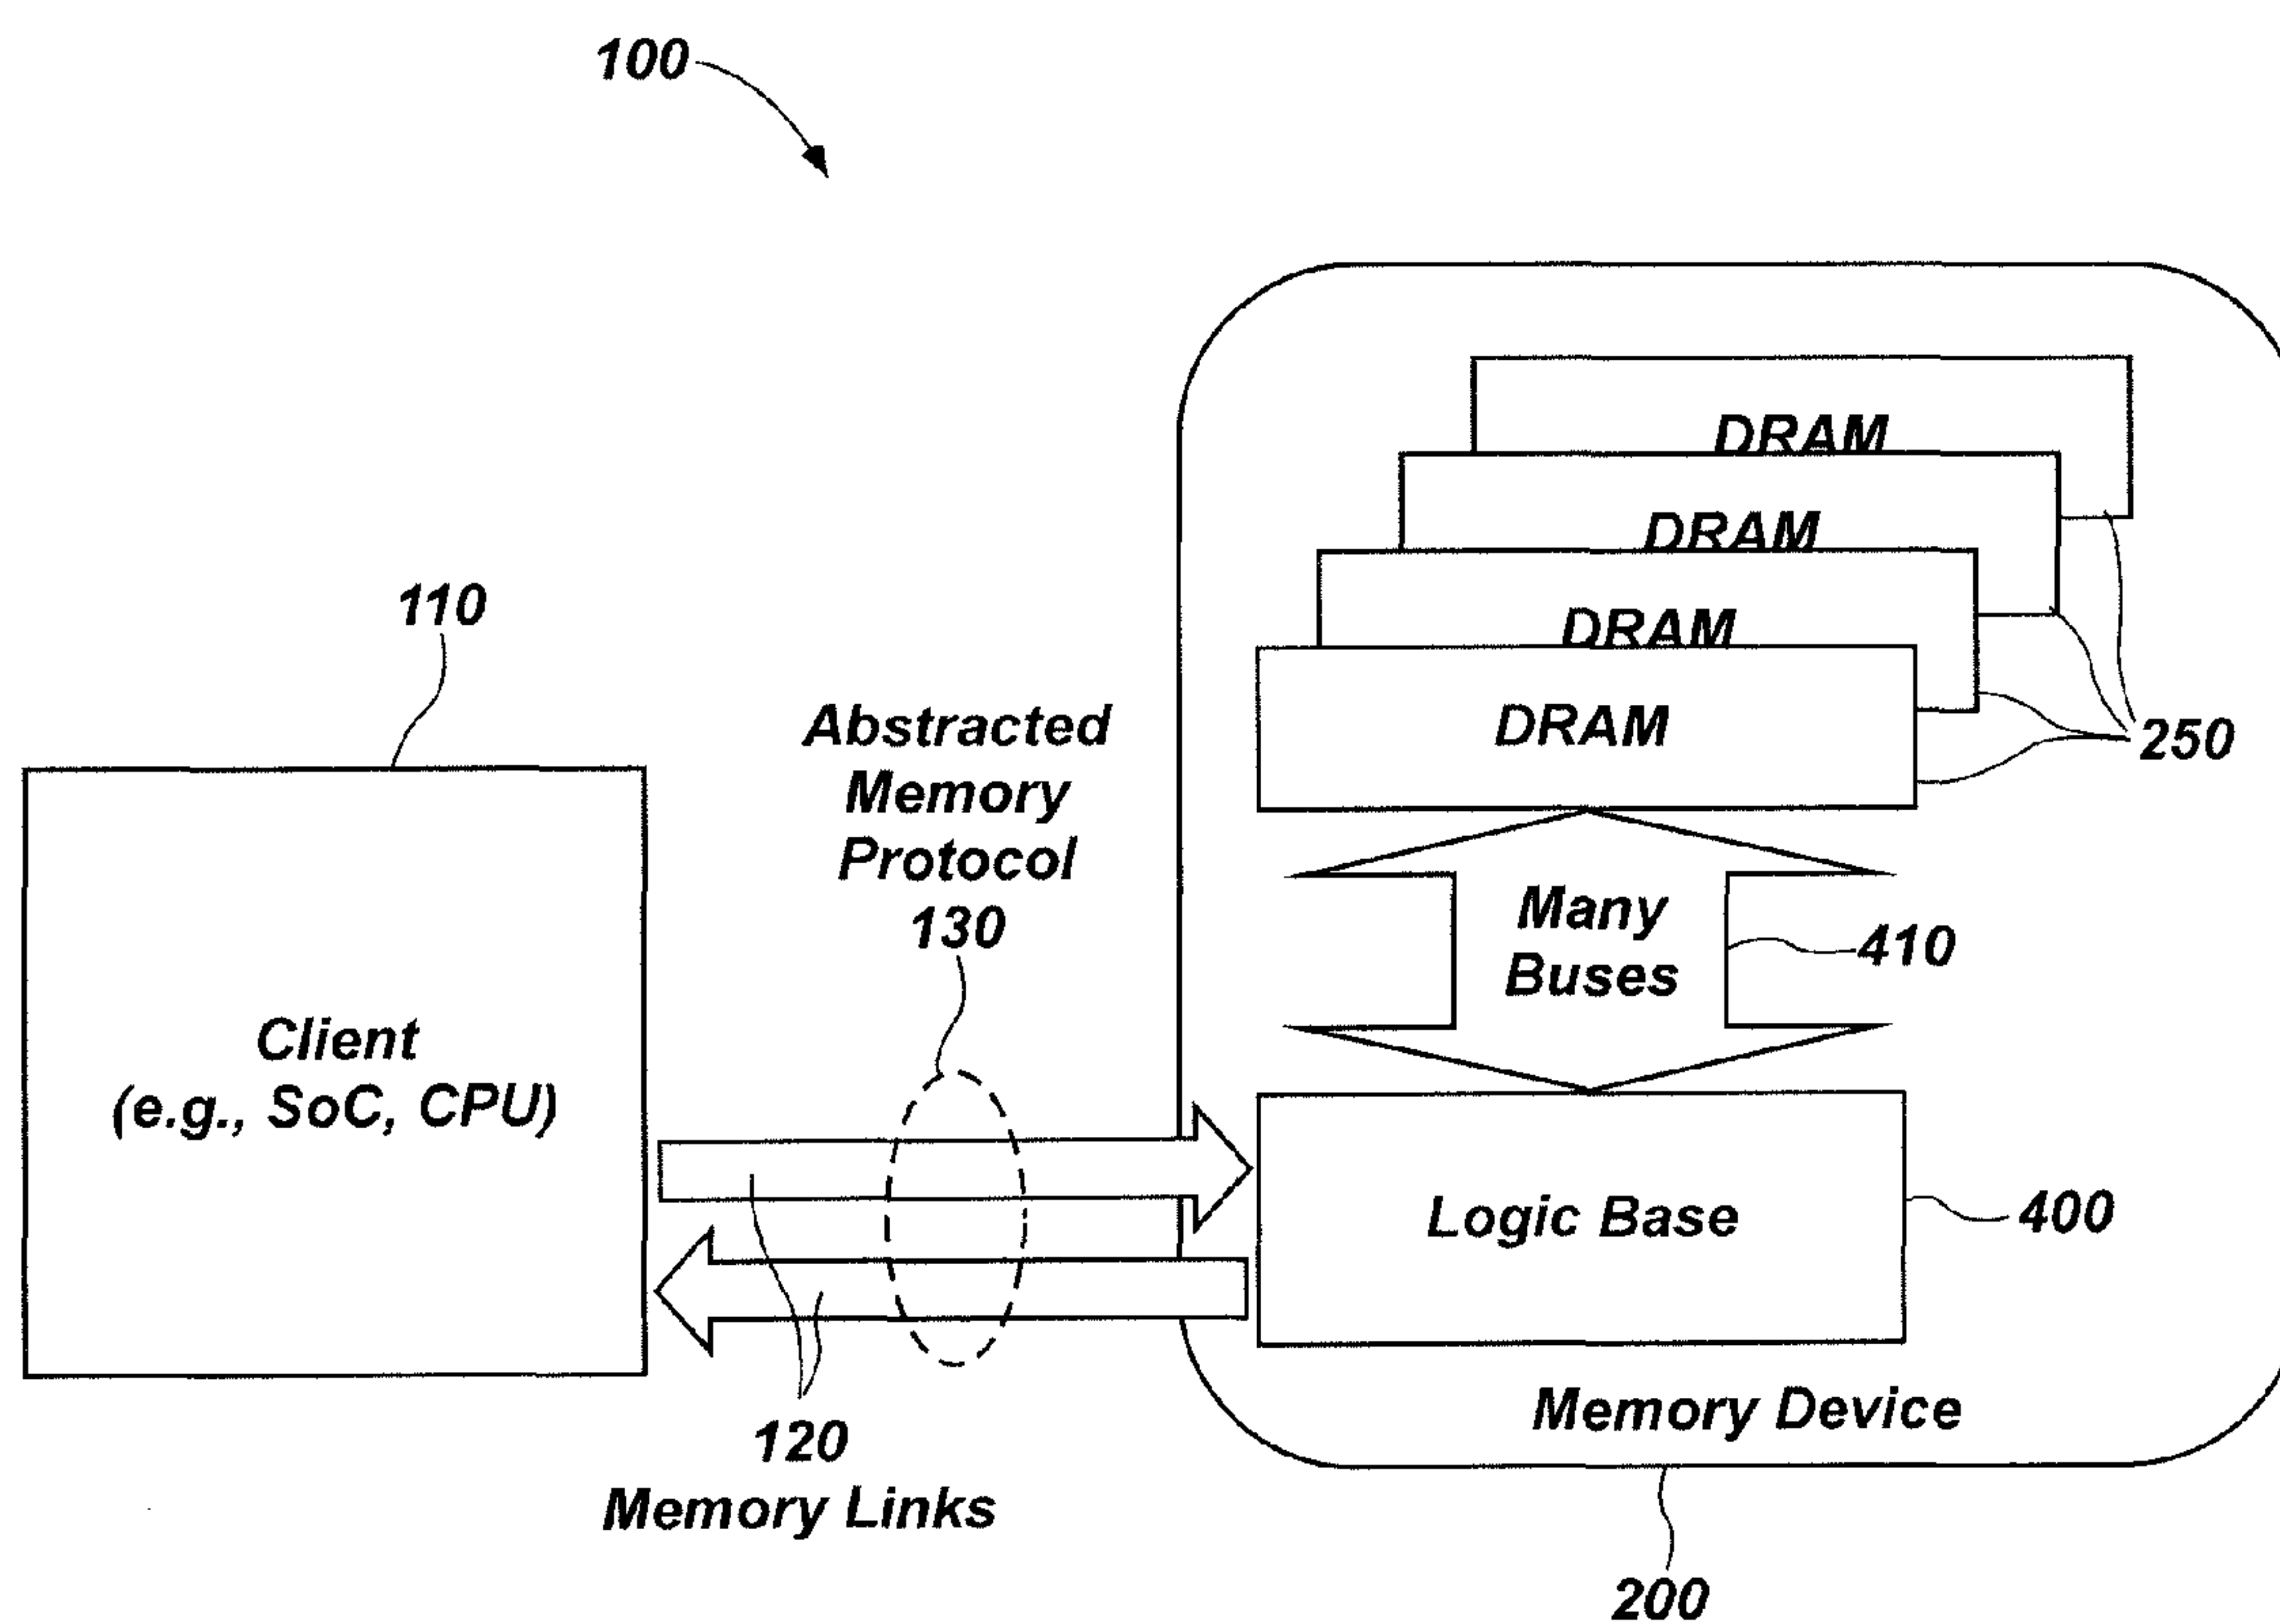 100
DRAM
DRAM
DRAM
DRAM
250
110
Abstracted
Memory
Protocol
130
Many
Buses
410
Client
(e.g., SoC, CPU)
Logic Base
400
120
Memory Links
Memory Device
200